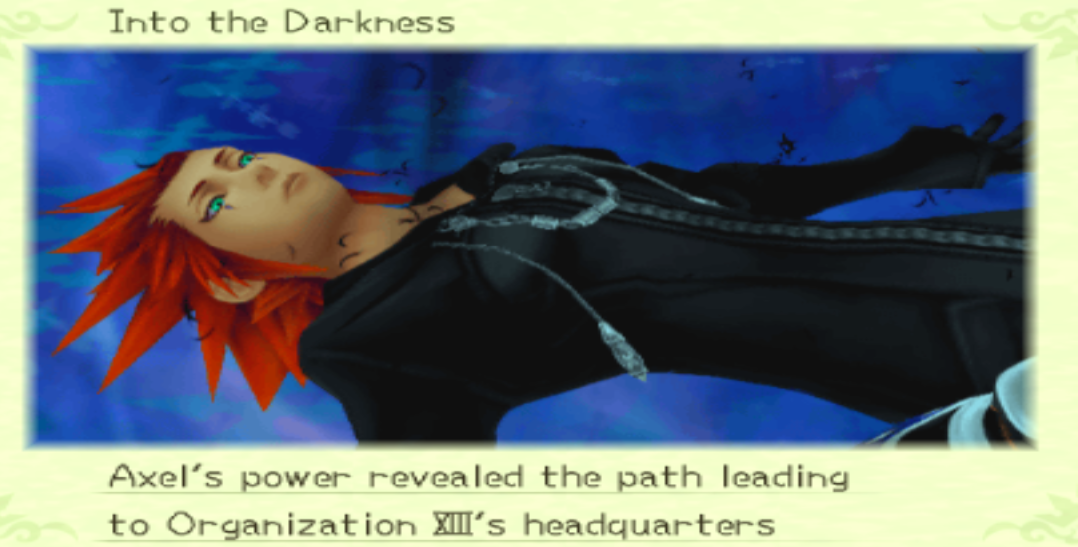 Into the Darkness
Axel's power revealed the path leading
to Organization XIII's headquarters